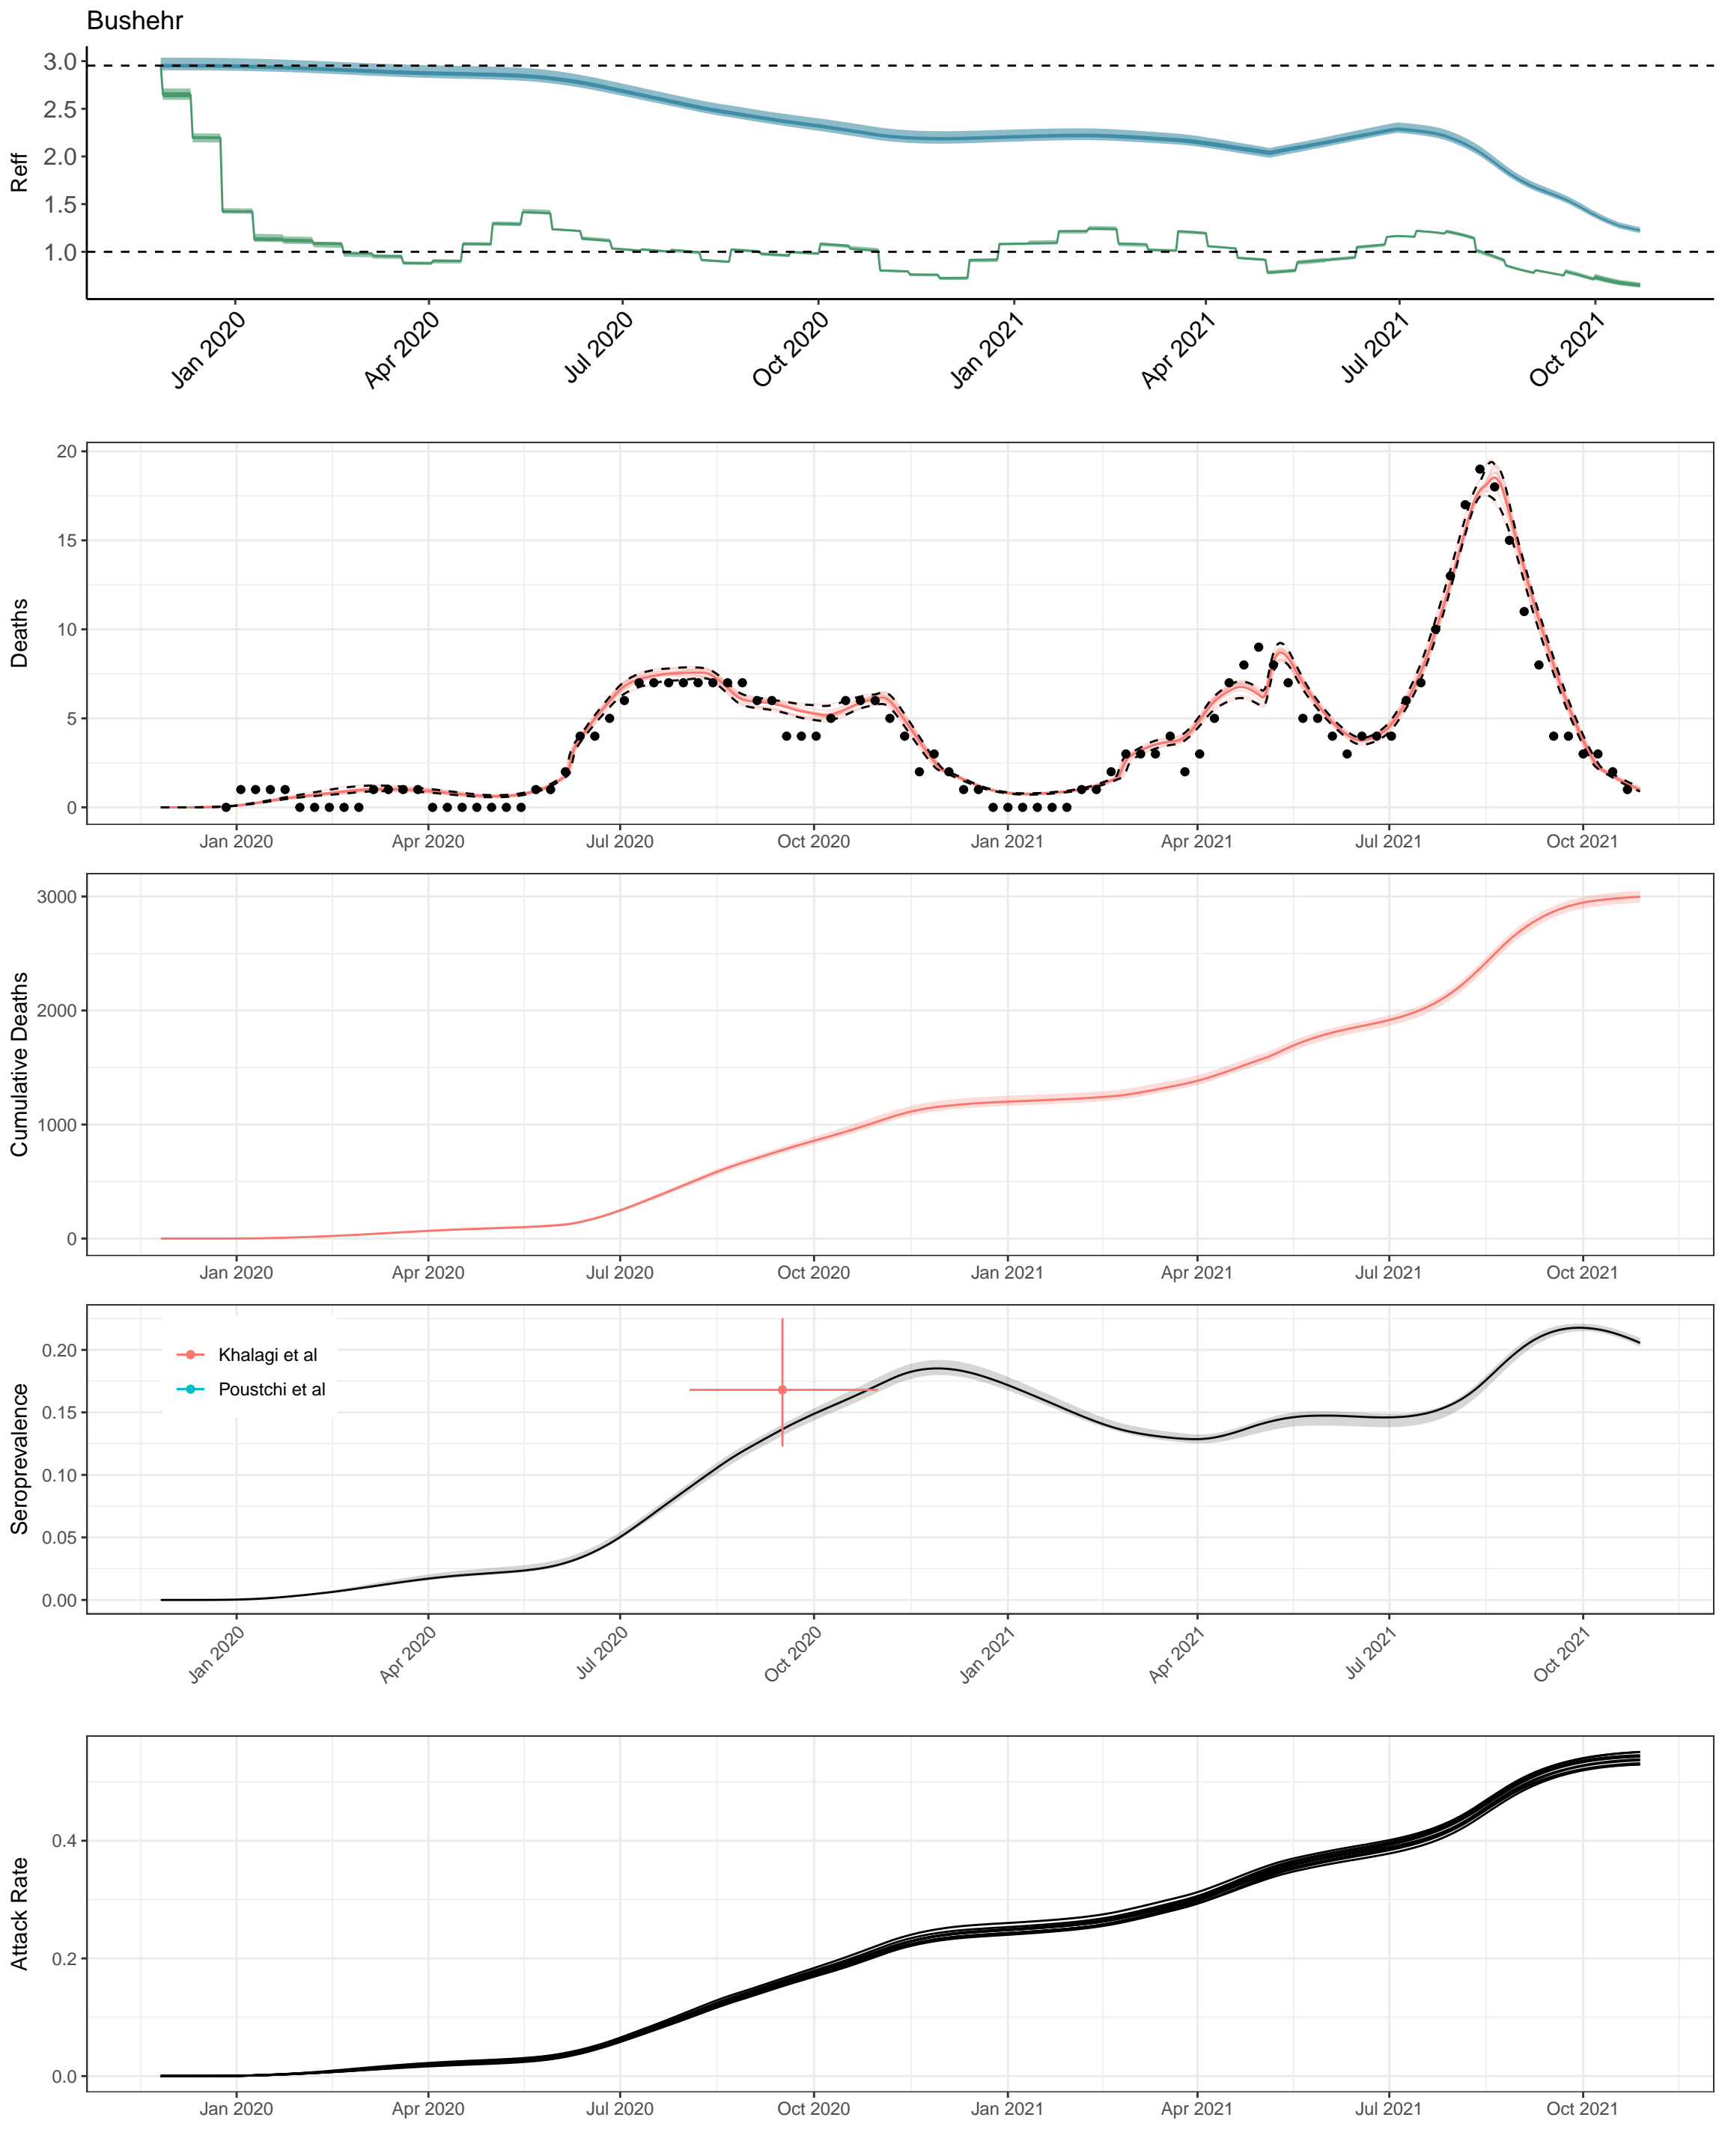 Bushehr
Reff
3.0
2.5
2.0
1.5
1.0
Jan 2020
Apr 2020
Jul 2020
Oct 2020
Jan 2021
Apr 2021
Jul 2021
Oct 2021
Deaths
20
15
10
5
0
Jan 2020
Apr 2020
Jul 2020
Oct 2020
Jan 2021
Apr 2021
Jul 2021
Oct 2021
Cumulative Deaths
3000
2000
1000
0
Jan 2020
Apr 2020
Jul 2020
Oct 2020
Jan 2021
Apr 2021
Jul 2021
Oct 2021
Seroprevalence
0.20
0.15
0.10
0.05
0.00
Khalagi et al
Poustchi et al
Jan 2020
Apr 2020
Jul 2020
Oct 2020
Jan 2021
Apr 2021
Jul 2021
Oct 2021
Attack Rate
0.4
0.2
0.0
Jan 2020
Apr 2020
Jul 2020
Oct 2020
Jan 2021
Apr 2021
Jul 2021
Oct 2021